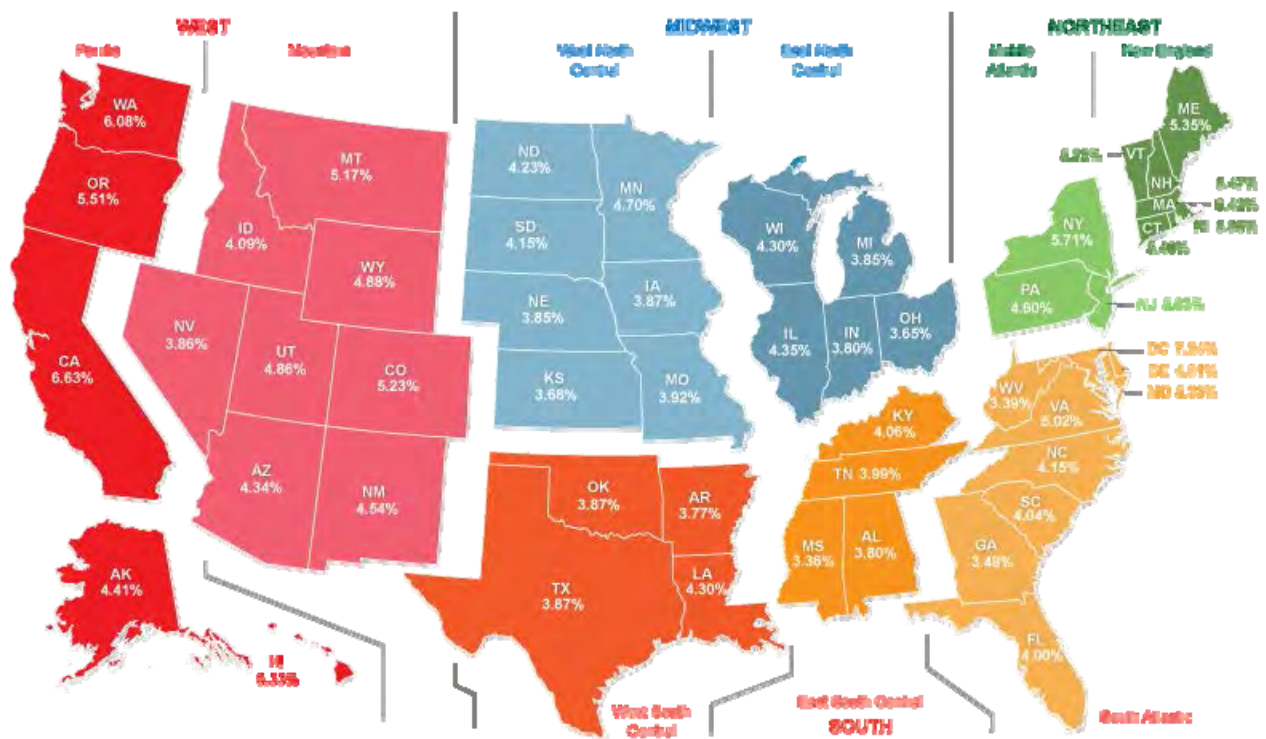 WEST
MIDWEST
NORTHEAST
Pacific
Mountain
West North
Central
East North
Central
Middle
Atlantic
New England
WA
6.08%
OR
5.51%
CA
6.63%
AK
4.41%
HI
MT
5.17%
ID
4.09%
WY
4.88%
NV
3.86%
UT
4.86%
CO
5.23%
AZ
4.34%
NM
4.54%
ND
4.23%
MN
4.70%
SD
4.15%
NE
3.85%
IA
3.87%
KS
3.68%
MO
3.92%
WI
4.30%
MI
3.85%
IL
4.35%
IN
3.80%
OH
3.65%
ME
5.35%
VT
NH
MA
CT
RI
NY
5.71%
PA
4.60%
NJ
DC
DE
MD
WV
3.39%
VA
5.02%
NC
4.15%
SC
4.04%
GA
FL
4.00%
KY
4.06%
TN 3.99%
MS
3.36%
AL
3.80%
OK
3.87%
AR
3.77%
TX
3.87%
LA
4.30%
West South
Central
East South Central
SOUTH
South Atlantic